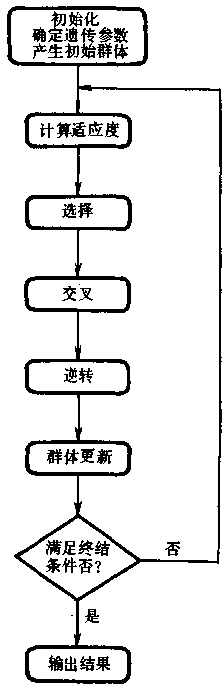 初始化
确定遗传参数
产生初始群体
计算适应度
选择
交叉
逆转
群体更新
满足终结
条件否?
否
是
输出结果